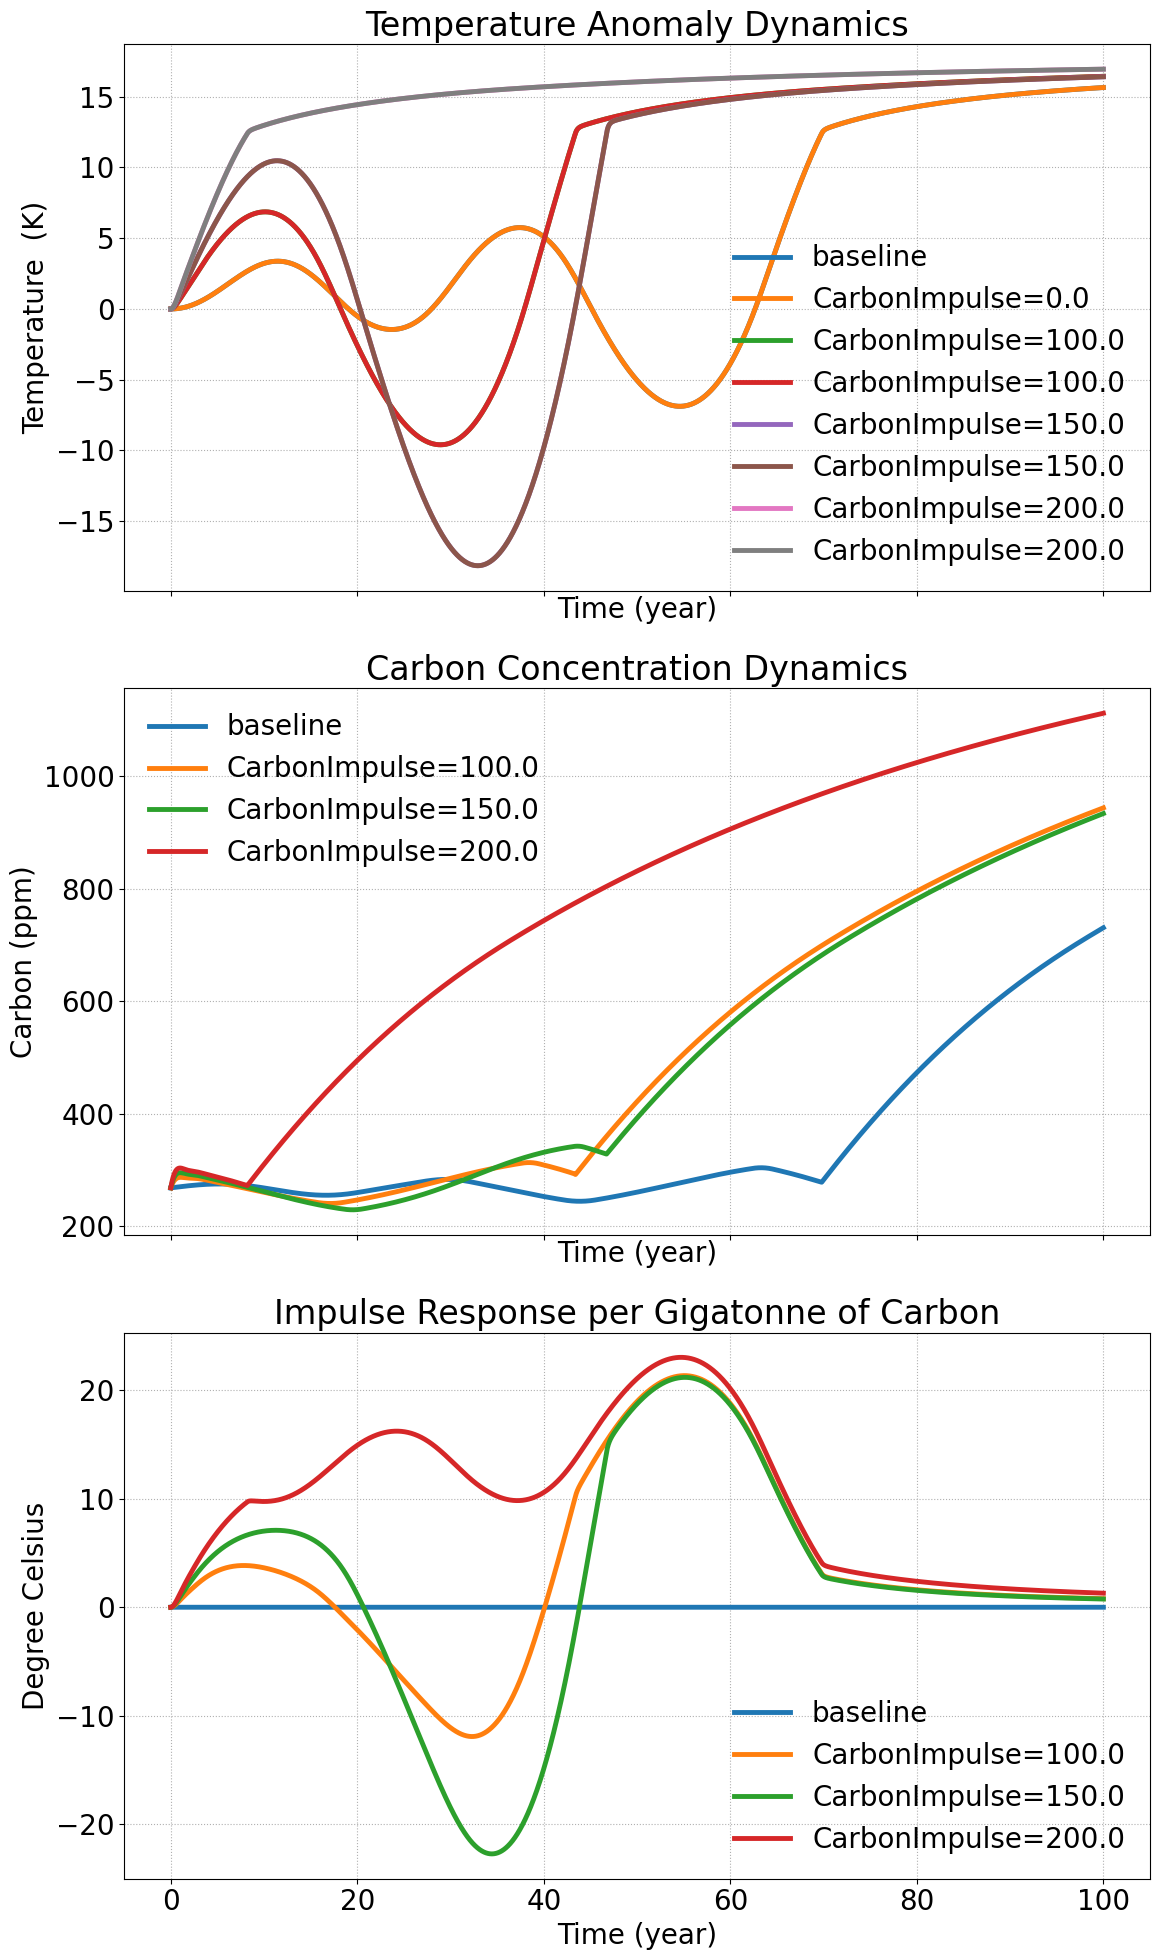 Temperature Anomaly Dynamics
Temperature  (K)
15
10
5
0
−5
−10
−15
baseline
CarbonImpulse=0.0
CarbonImpulse=100.0
CarbonImpulse=100.0
CarbonImpulse=150.0
CarbonImpulse=150.0
CarbonImpulse=200.0
CarbonImpulse=200.0
Time (year)
Carbon Concentration Dynamics
Carbon (ppm)
1000
800
600
400
200
baseline
CarbonImpulse=100.0
CarbonImpulse=150.0
CarbonImpulse=200.0
Time (year)
Impulse Response per Gigatonne of Carbon
Degree Celsius
20
10
0
−10
−20
baseline
CarbonImpulse=100.0
CarbonImpulse=150.0
CarbonImpulse=200.0
0 20 40 60 80 100
Time (year)